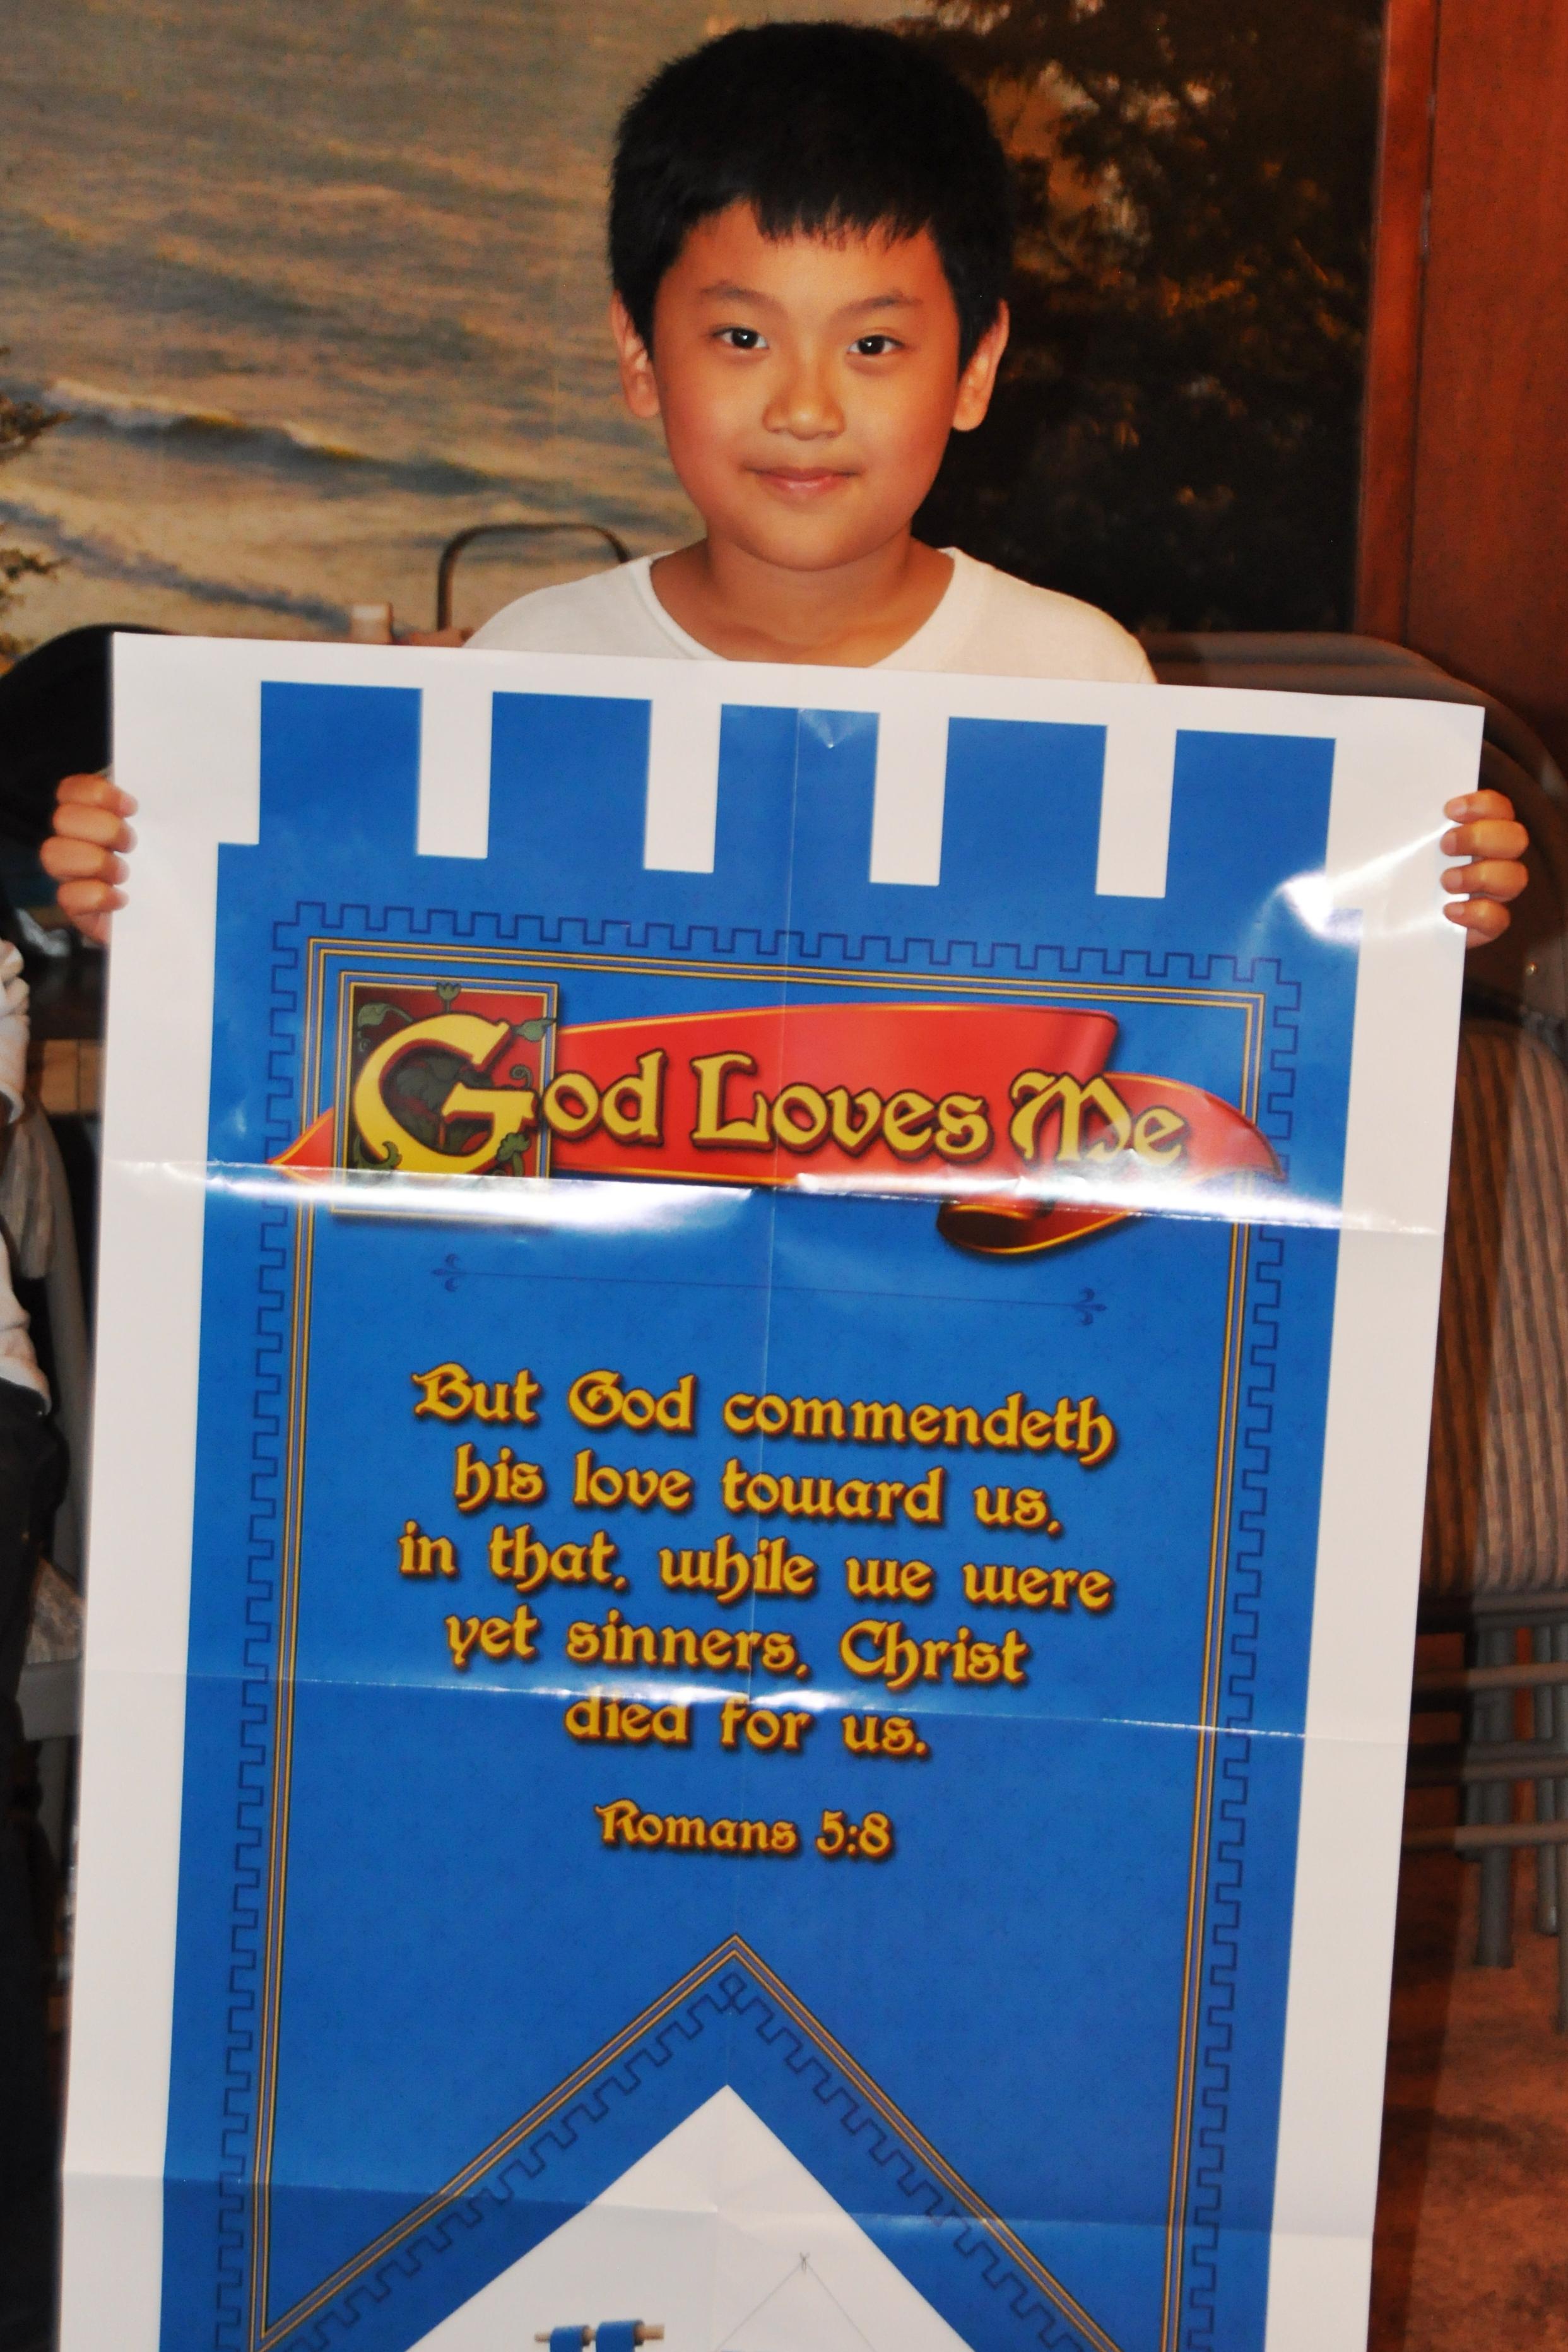 God Loves Me
But God commendeth
his love toward us,
in that, while we were
yet sinners, Christ
died for us.
Romans 5:8